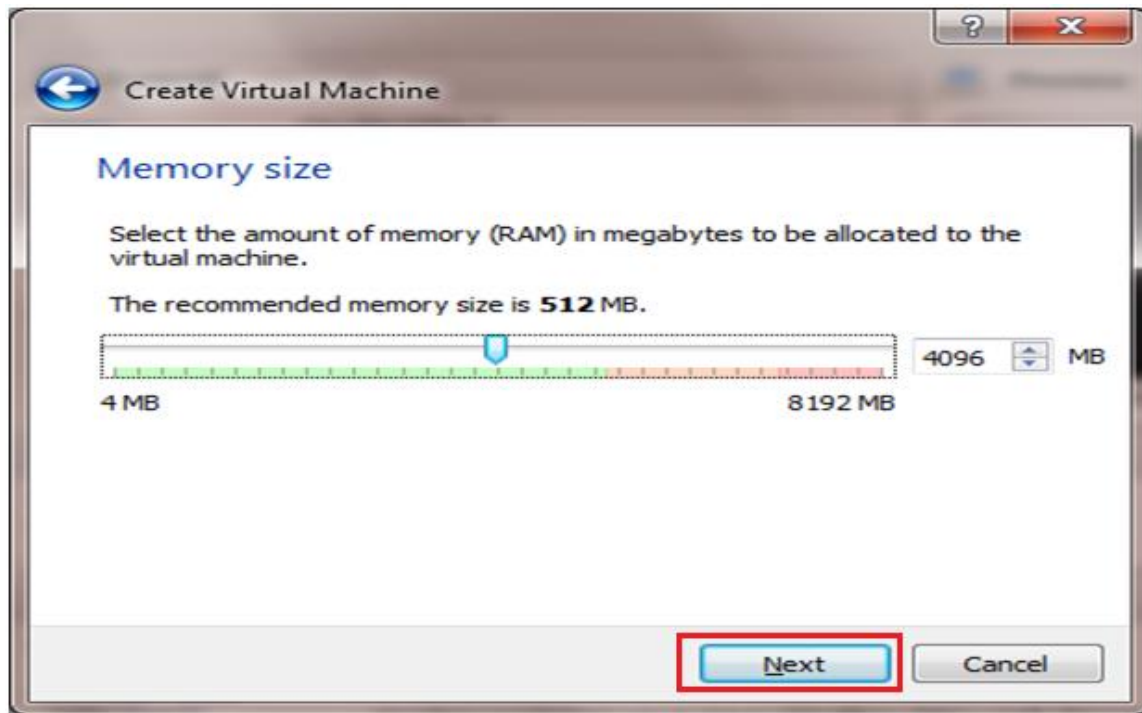 ?
x
Create Virtual Machine
Memory size
Select the amount of memory (RAM) in megabytes to be allocated to the
virtual machine.
The recommended memory size is 512 MB.
4096 MB
4 MB 8192 MB
Next Cancel